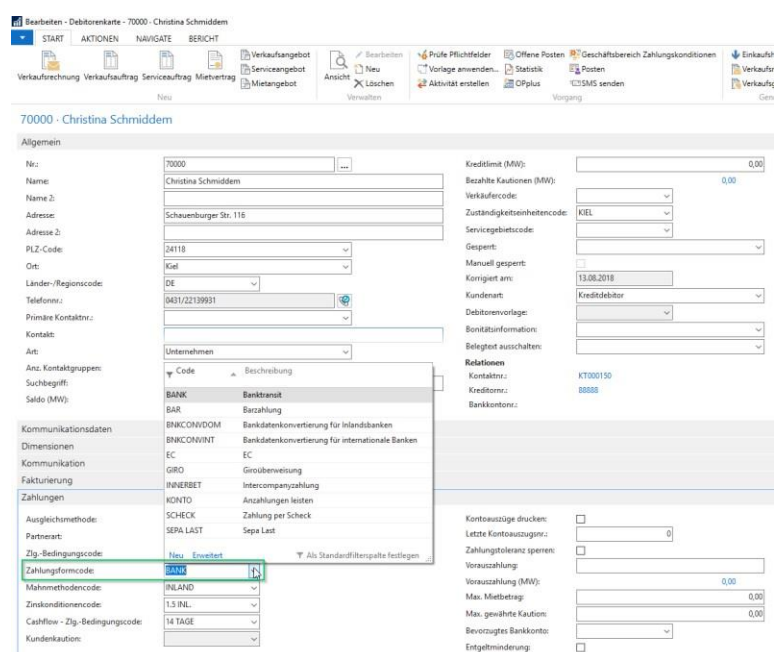 Bearbeiten - Debitorenkarte - 70000 - Christina Schmiddem
START AKTIONEN NAVIGATE BERICHT
Verkaufsrechnung Verkaufsauftrag Serviceauftrag Mietvertrag
Verkaufsangebot
Serviceangebot
Mietangebot
Neu
Ansicht
Bearbeiten
Neu
Löschen
Verwalten
Prüfe Pflichtfelder
Vorlage anwenden...
Aktivität erstellen
Offene Posten
Statistik
OPplus
Geschäftsbereich Zahlungskonditionen
Posten
SMS senden
Vorgang
Einkaufsh
Verkaufsr
Verkaufsg
Gene
70000 · Christina Schmiddem
Allgemein
Nr.: 70000 ...
Name: Christina Schmiddem
Name 2:
Adresse: Schauenburger Str. 116
Adresse 2:
PLZ-Code: 24118
Ort: Kiel
Länder-/Regionscode: DE
Telefonnr.: 0431/22139931
Primäre Kontaktnr.:
Kontakt:
Art: Unternehmen
Anz. Kontaktgruppen:
Suchbegriff:
Saldo (MW):
Kreditlimit (MW): 0,00
Bezahlte Kautionen (MW): 0,00
Verkäufercode:
Zuständigkeitseinheitencode: KIEL
Servicegebietscode:
Gesperrt:
Manuell gesperrt:
Korrigiert am: 13.08.2018
Kundenart: Kreditdebitor
Debitorenvorlage:
Bonitätsinformation:
Belegtext ausschalten:
Relationen
Kontaktnr.: KT000150
Kreditornr.: 88888
Bankkontonr.:
Code Beschreibung
BANK Banktransit
BAR Barzahlung
BNKCONVDOM Bankdatenkonvertierung für Inlandsbanken
BNKCONVINT Bankdatenkonvertierung für internationale Banken
EC EC
GIRO Giroüberweisung
INNERBET Intercompanyzahlung
KONTO Anzahlungen leisten
SCHECK Zahlung per Scheck
SEPA LAST Sepa Last
Neu Erweitert Als Standardfilterspalte festlegen
Kommunikationsdaten
Dimensionen
Kommunikation
Fakturierung
Zahlungen
Ausgleichsmethode:
Partnerart:
Zlg.-Bedingungscode:
Zahlungsformcode: BANK
Mahnmethodencode: INLAND
Zinskonditionencode: 1.5 INL.
Cashflow - Zlg.-Bedingungscode: 14 TAGE
Kundenkaution:
Kontoauszüge drucken:
Letzte Kontoauszugsnr.: 0
Zahlungstoleranz sperren:
Vorauszahlung:
Vorauszahlung (MW): 0,00
Max. Mietbetrag: 0,00
Max. gewährte Kaution: 0,00
Bevorzugtes Bankkonto:
Entgeltminderung: